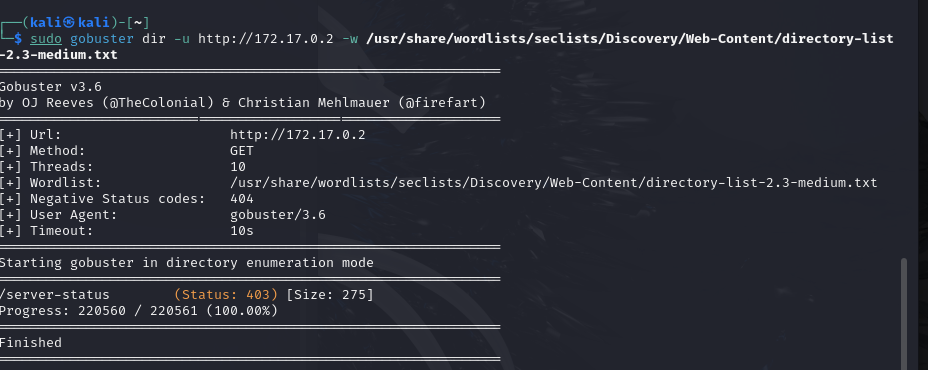 ┌──(kali㉿kali)-[~]
└─$ sudo gobuster dir -u http://172.17.0.2 -w /usr/share/wordlists/seclists/Discovery/Web-Content/directory-list
-2.3-medium.txt
Gobuster v3.6
by OJ Reeves (@TheColonial) & Christian Mehlmauer (@firefart)
[+] Url:                     http://172.17.0.2
[+] Method:                  GET
[+] Threads:                 10
[+] Wordlist:                /usr/share/wordlists/seclists/Discovery/Web-Content/directory-list-2.3-medium.txt
[+] Negative Status codes:   404
[+] User Agent:              gobuster/3.6
[+] Timeout:                 10s
Starting gobuster in directory enumeration mode
/server-status        (Status: 403) [Size: 275]
Progress: 220560 / 220561 (100.00%)
Finished